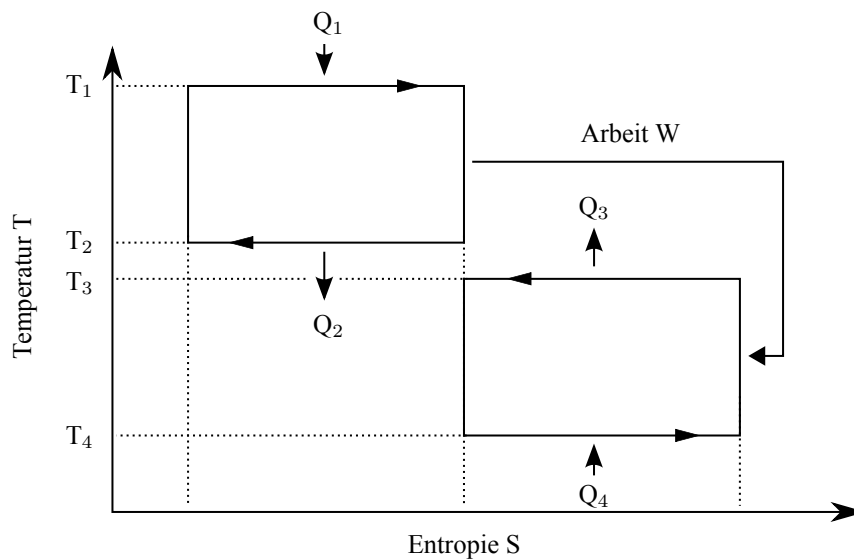 Q₁
T₁
Arbeit W
Q₃
T₂
T₃
Q₂
Temperatur T
T₄
Q₄
Entropie S